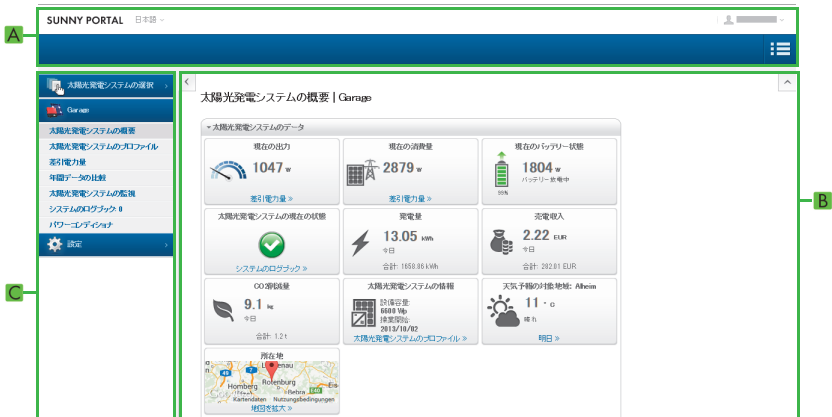 SUNNY PORTAL 日本語
A
太陽光発電システムの選択
Garage
太陽光発電システムの概要
太陽光発電システムのプロファイル
差引電力量
年間データの比較
太陽光発電システムの監視
システムのログブック: 0
パワーコンディショナ
設定
C
太陽光発電システムの概要 | Garage
太陽光発電システムのデータ
現在の出力
1047 w
差引電力量 »
現在の消費量
2879 w
差引電力量 »
現在のバッテリー状態
1804 w
バッテリー放電中
太陽光発電システムの現在の状態
システムのログブック »
発電量
13.05 kWh
今日
合計: 1658.86 kWh
売電収入
2.22 EUR
今日
合計: 282.01 EUR
CO2削減量
9.1 kg
今日
合計: 1.2 t
太陽光発電システムの情報
設備容量:
6600 Wp
操業開始:
2013/10/02
太陽光発電システムのプロファイル »
天気予報の対象地域: Alheim
11 ° C
晴れ
明日 »
所在地
Homberg
Rotenburg
Bebra
Eis
Kartendaten Nutzungsbedingungen
地図を拡大 »
B